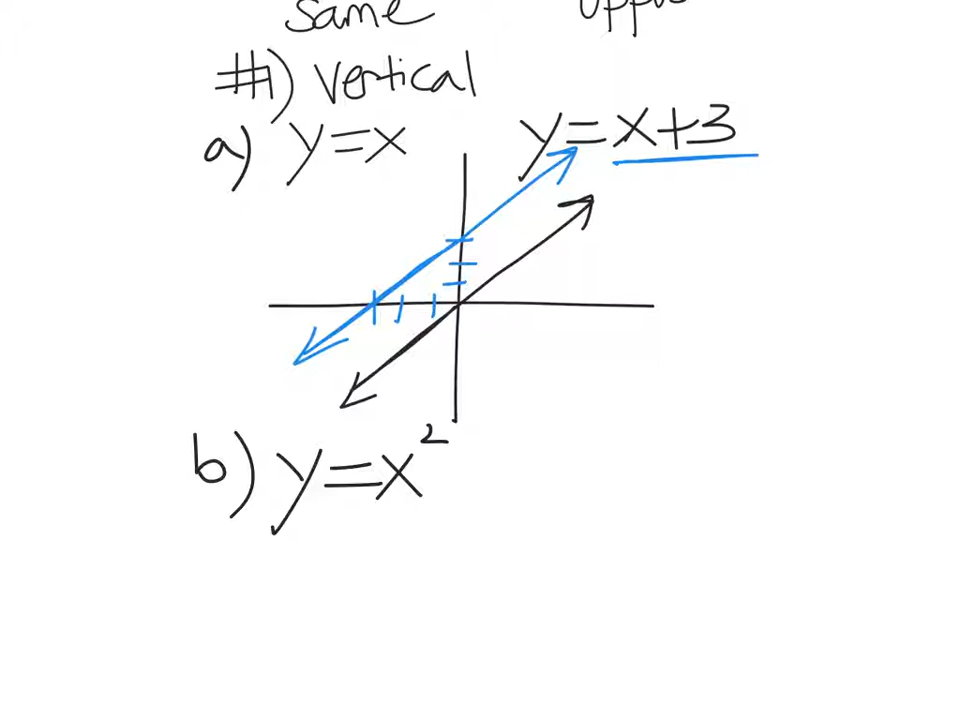 same
#1) vertical
a) y=x y=x+3
b) y=x²